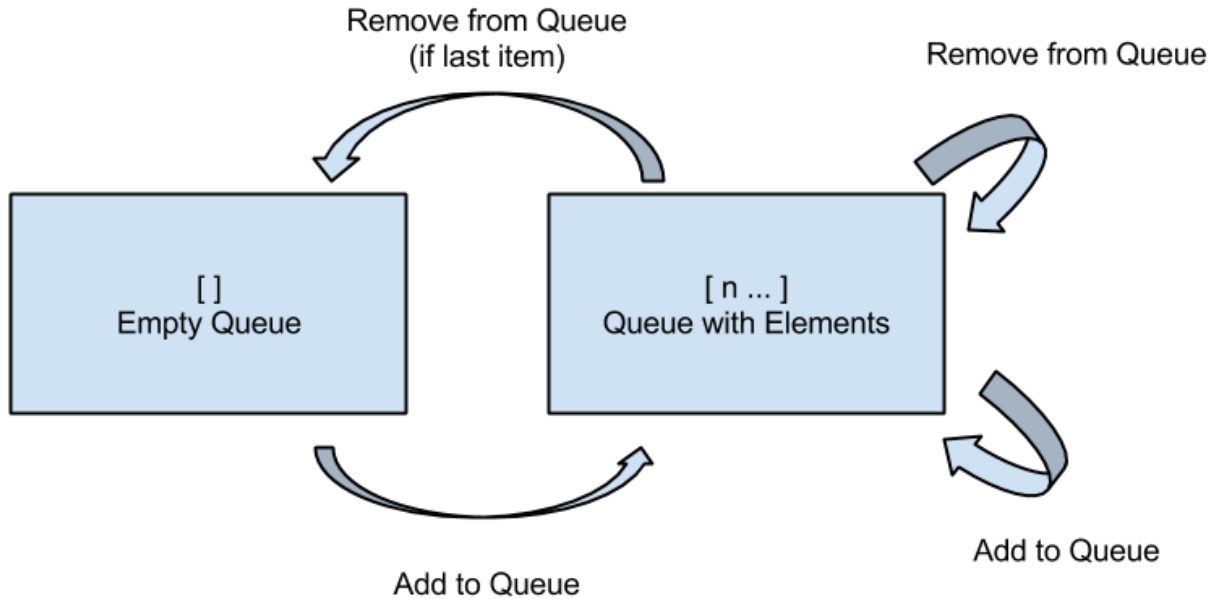 Remove from Queue
(if last item)
Remove from Queue
[ ]
Empty Queue
[ n ... ]
Queue with Elements
Add to Queue
Add to Queue